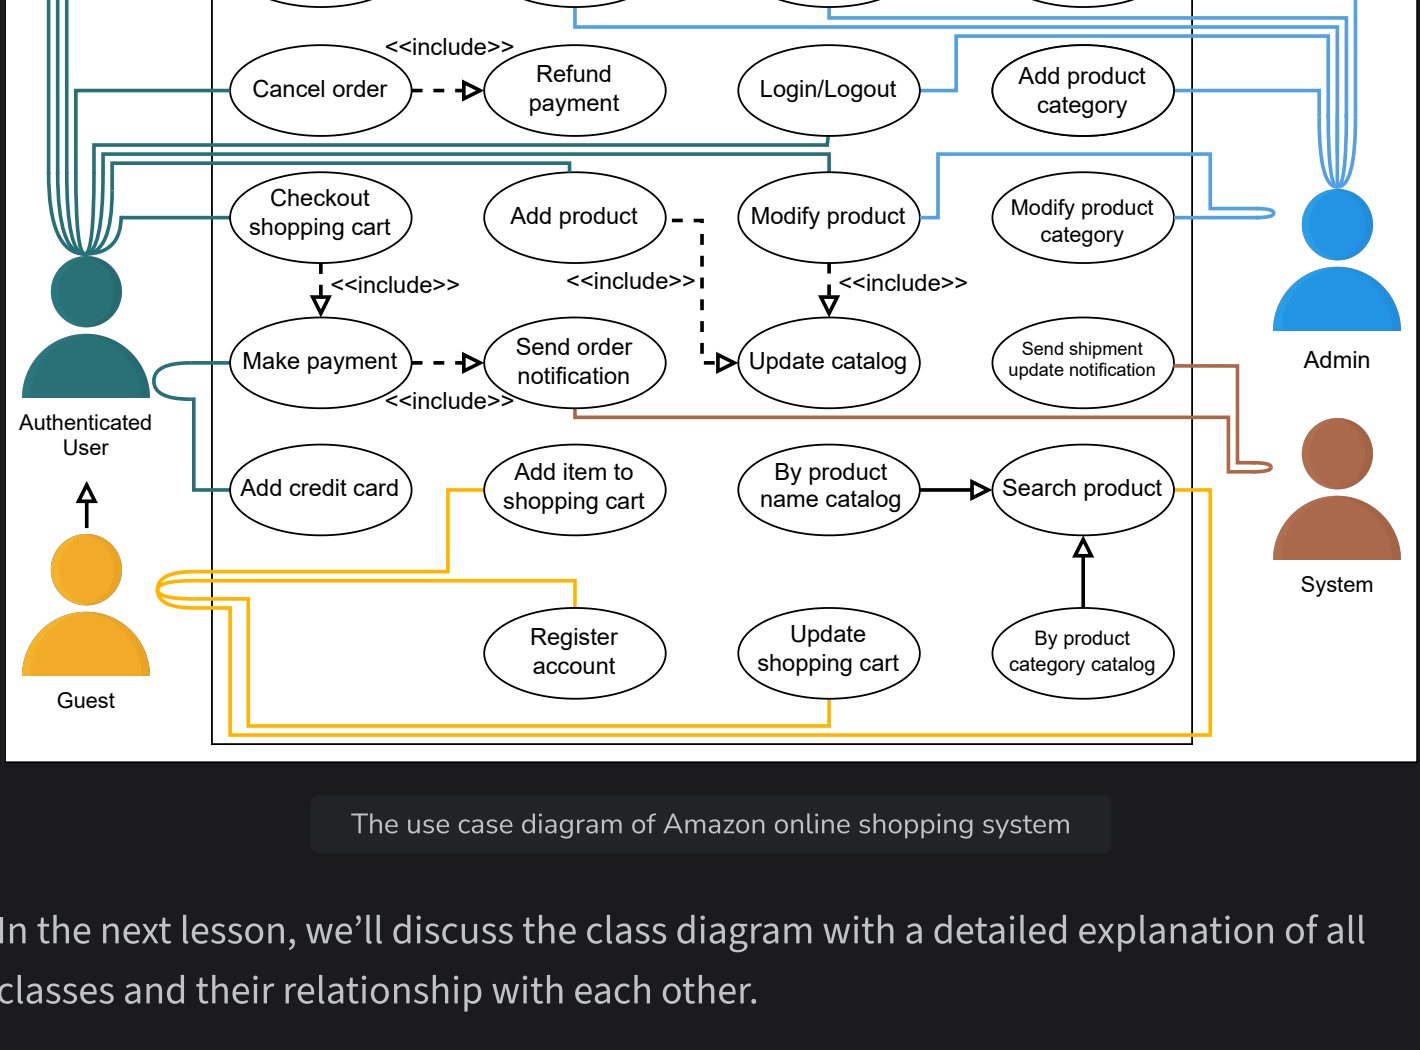 <<include>>
Cancel order
Refund
payment
Login/Logout
Add product
category
Checkout
shopping cart
Add product
Modify product
Modify product
category
<<include>>
<<include>>
<<include>>
Make payment
Send order
notification
Update catalog
Send shipment
update notification
Admin
<<include>>
Authenticated
User
Add credit card
Add item to
shopping cart
By product
name catalog
Search product
System
Register
account
Update
shopping cart
By product
category catalog
Guest
The use case diagram of Amazon online shopping system
In the next lesson, we’ll discuss the class diagram with a detailed explanation of all
classes and their relationship with each other.